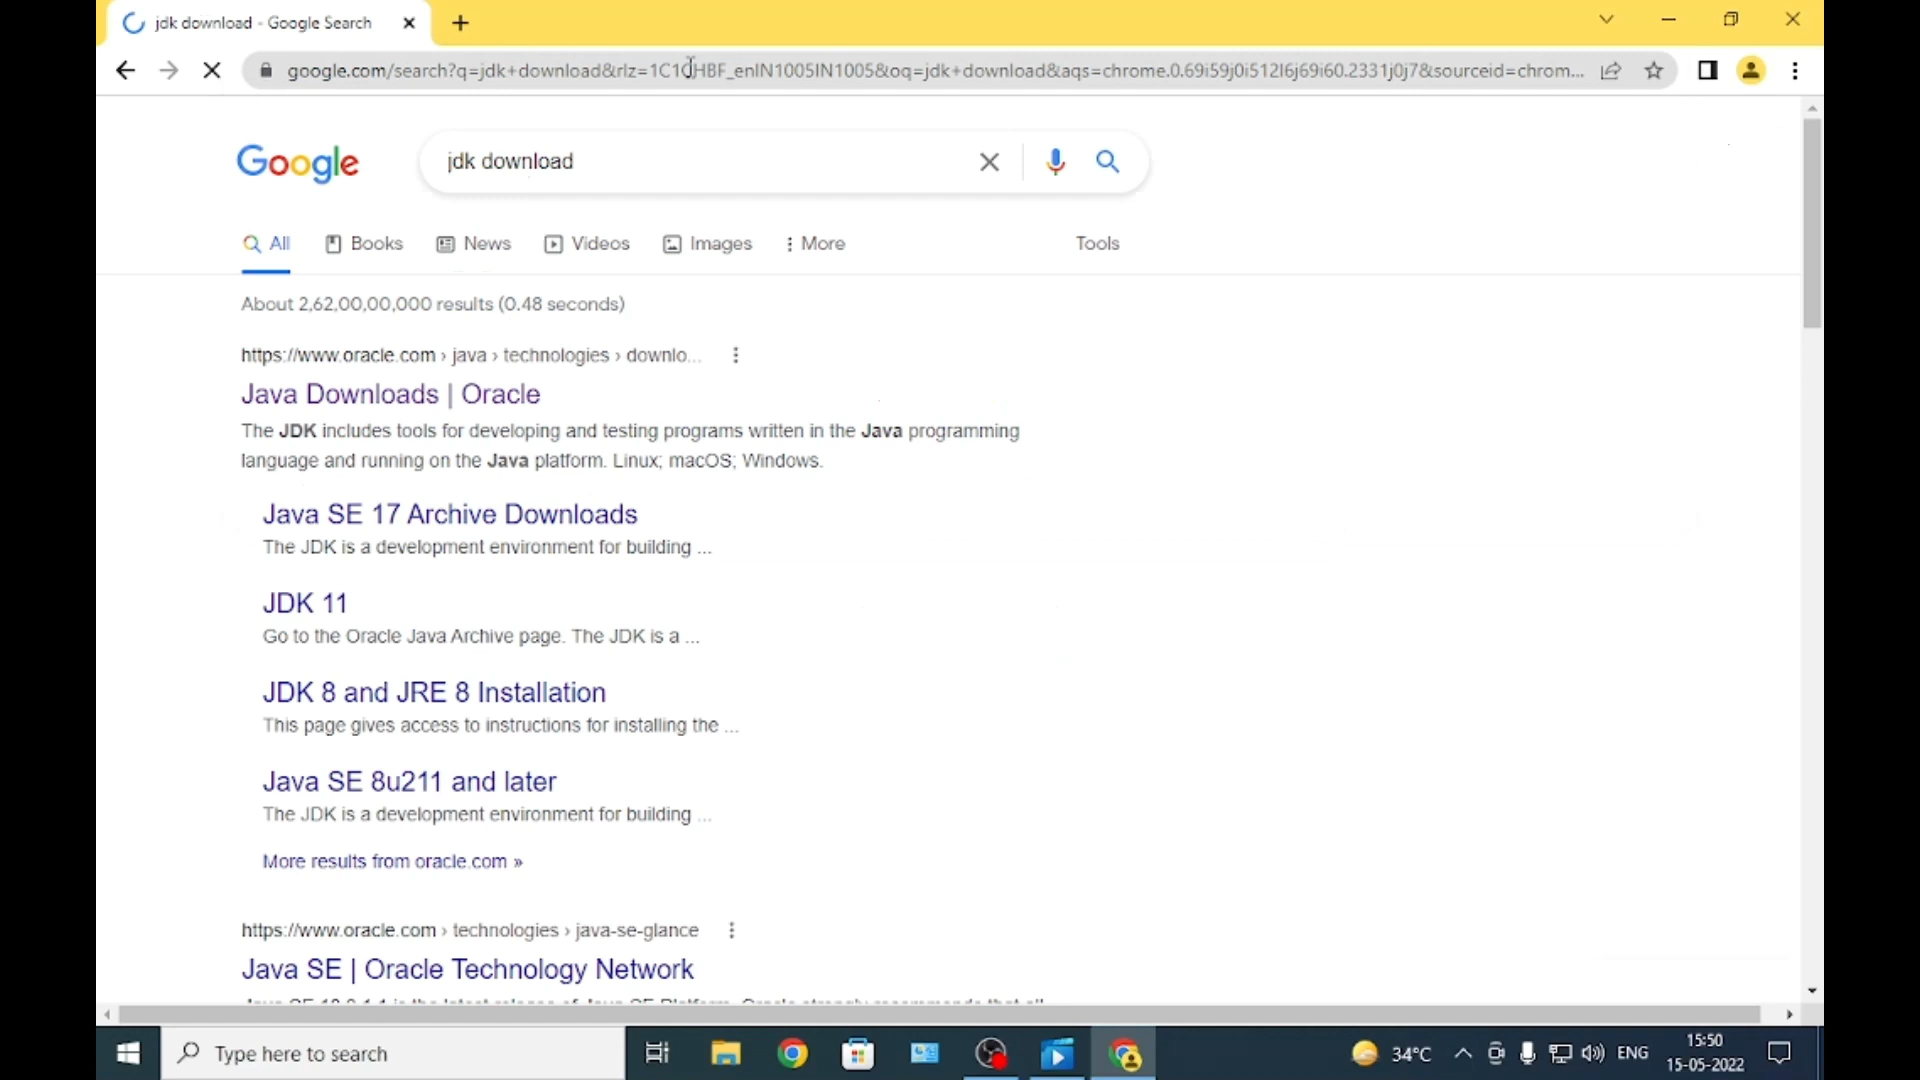 jdk download - Google Search
google.com/search?q=jdk+download&rlz=1C1CHBF_enIN1005IN1005&oq=jdk+download&aqs=chrome.0.69i59j0i512l6j69i60.2331j0j7&sourceid=chrom...
Google
jdk download
All
Books
News
Videos
Images
More
Tools
About 2,62,00,00,000 results (0.48 seconds)
https://www.oracle.com › java › technologies › downlo...
Java Downloads | Oracle
The JDK includes tools for developing and testing programs written in the Java programming
language and running on the Java platform. Linux; macOS; Windows.
Java SE 17 Archive Downloads
The JDK is a development environment for building ...
JDK 11
Go to the Oracle Java Archive page. The JDK is a ...
JDK 8 and JRE 8 Installation
This page gives access to instructions for installing the ...
Java SE 8u211 and later
The JDK is a development environment for building ...
More results from oracle.com »
https://www.oracle.com › technologies › java-se-glance
Java SE | Oracle Technology Network
Type here to search
34°C
ENG
15:50
15-05-2022